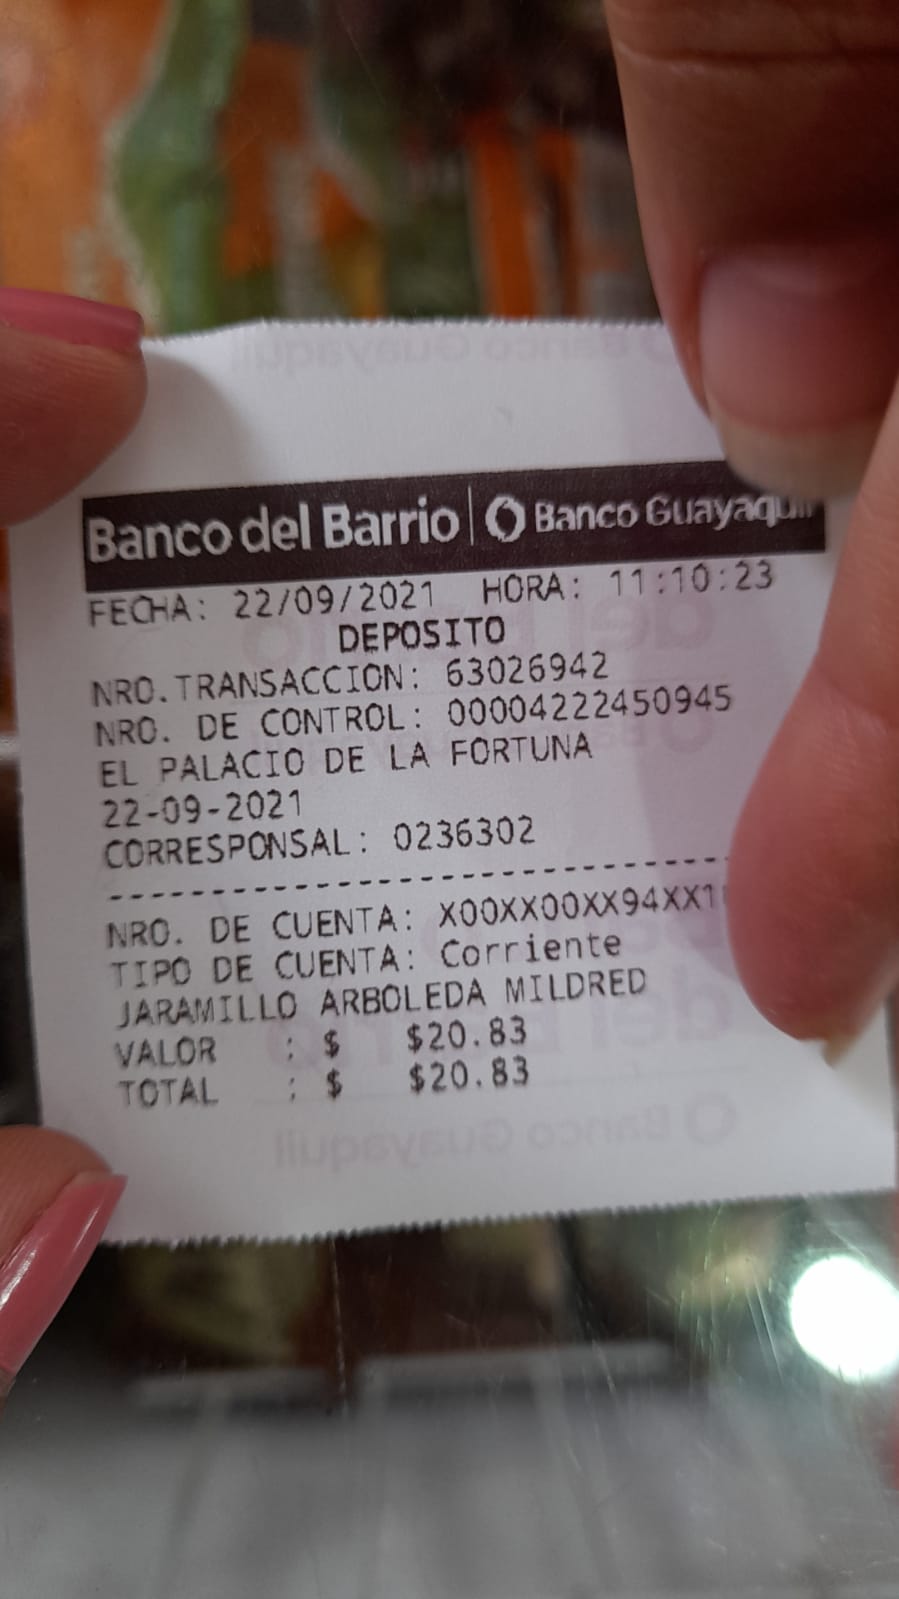 Banco del Barrio | Banco Guayaquil
FECHA: 22/09/2021 HORA: 11:10:23
DEPOSITO
NRO.TRANSACCION: 63026942
NRO. DE CONTROL: 00004222450945
EL PALACIO DE LA FORTUNA
22-09-2021
CORRESPONSAL: 0236302
NRO. DE CUENTA:
TIPO DE CUENTA: Corriente
JARAMILLO ARBOLEDA MILDRED
VALOR : $ $20.83
TOTAL : $ $20.83